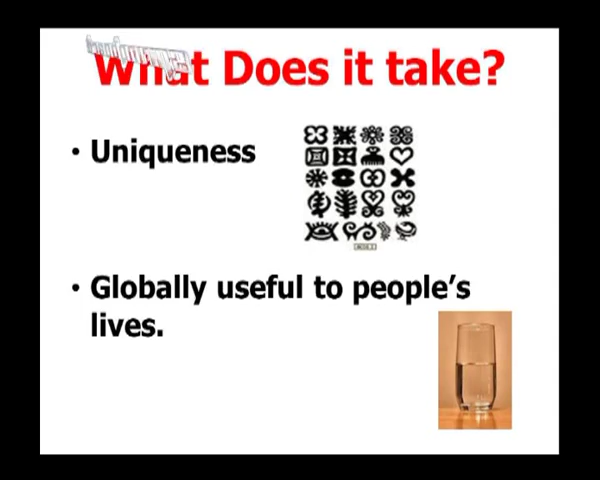 What Does it take?
• Uniqueness
• Globally useful to people's
lives.